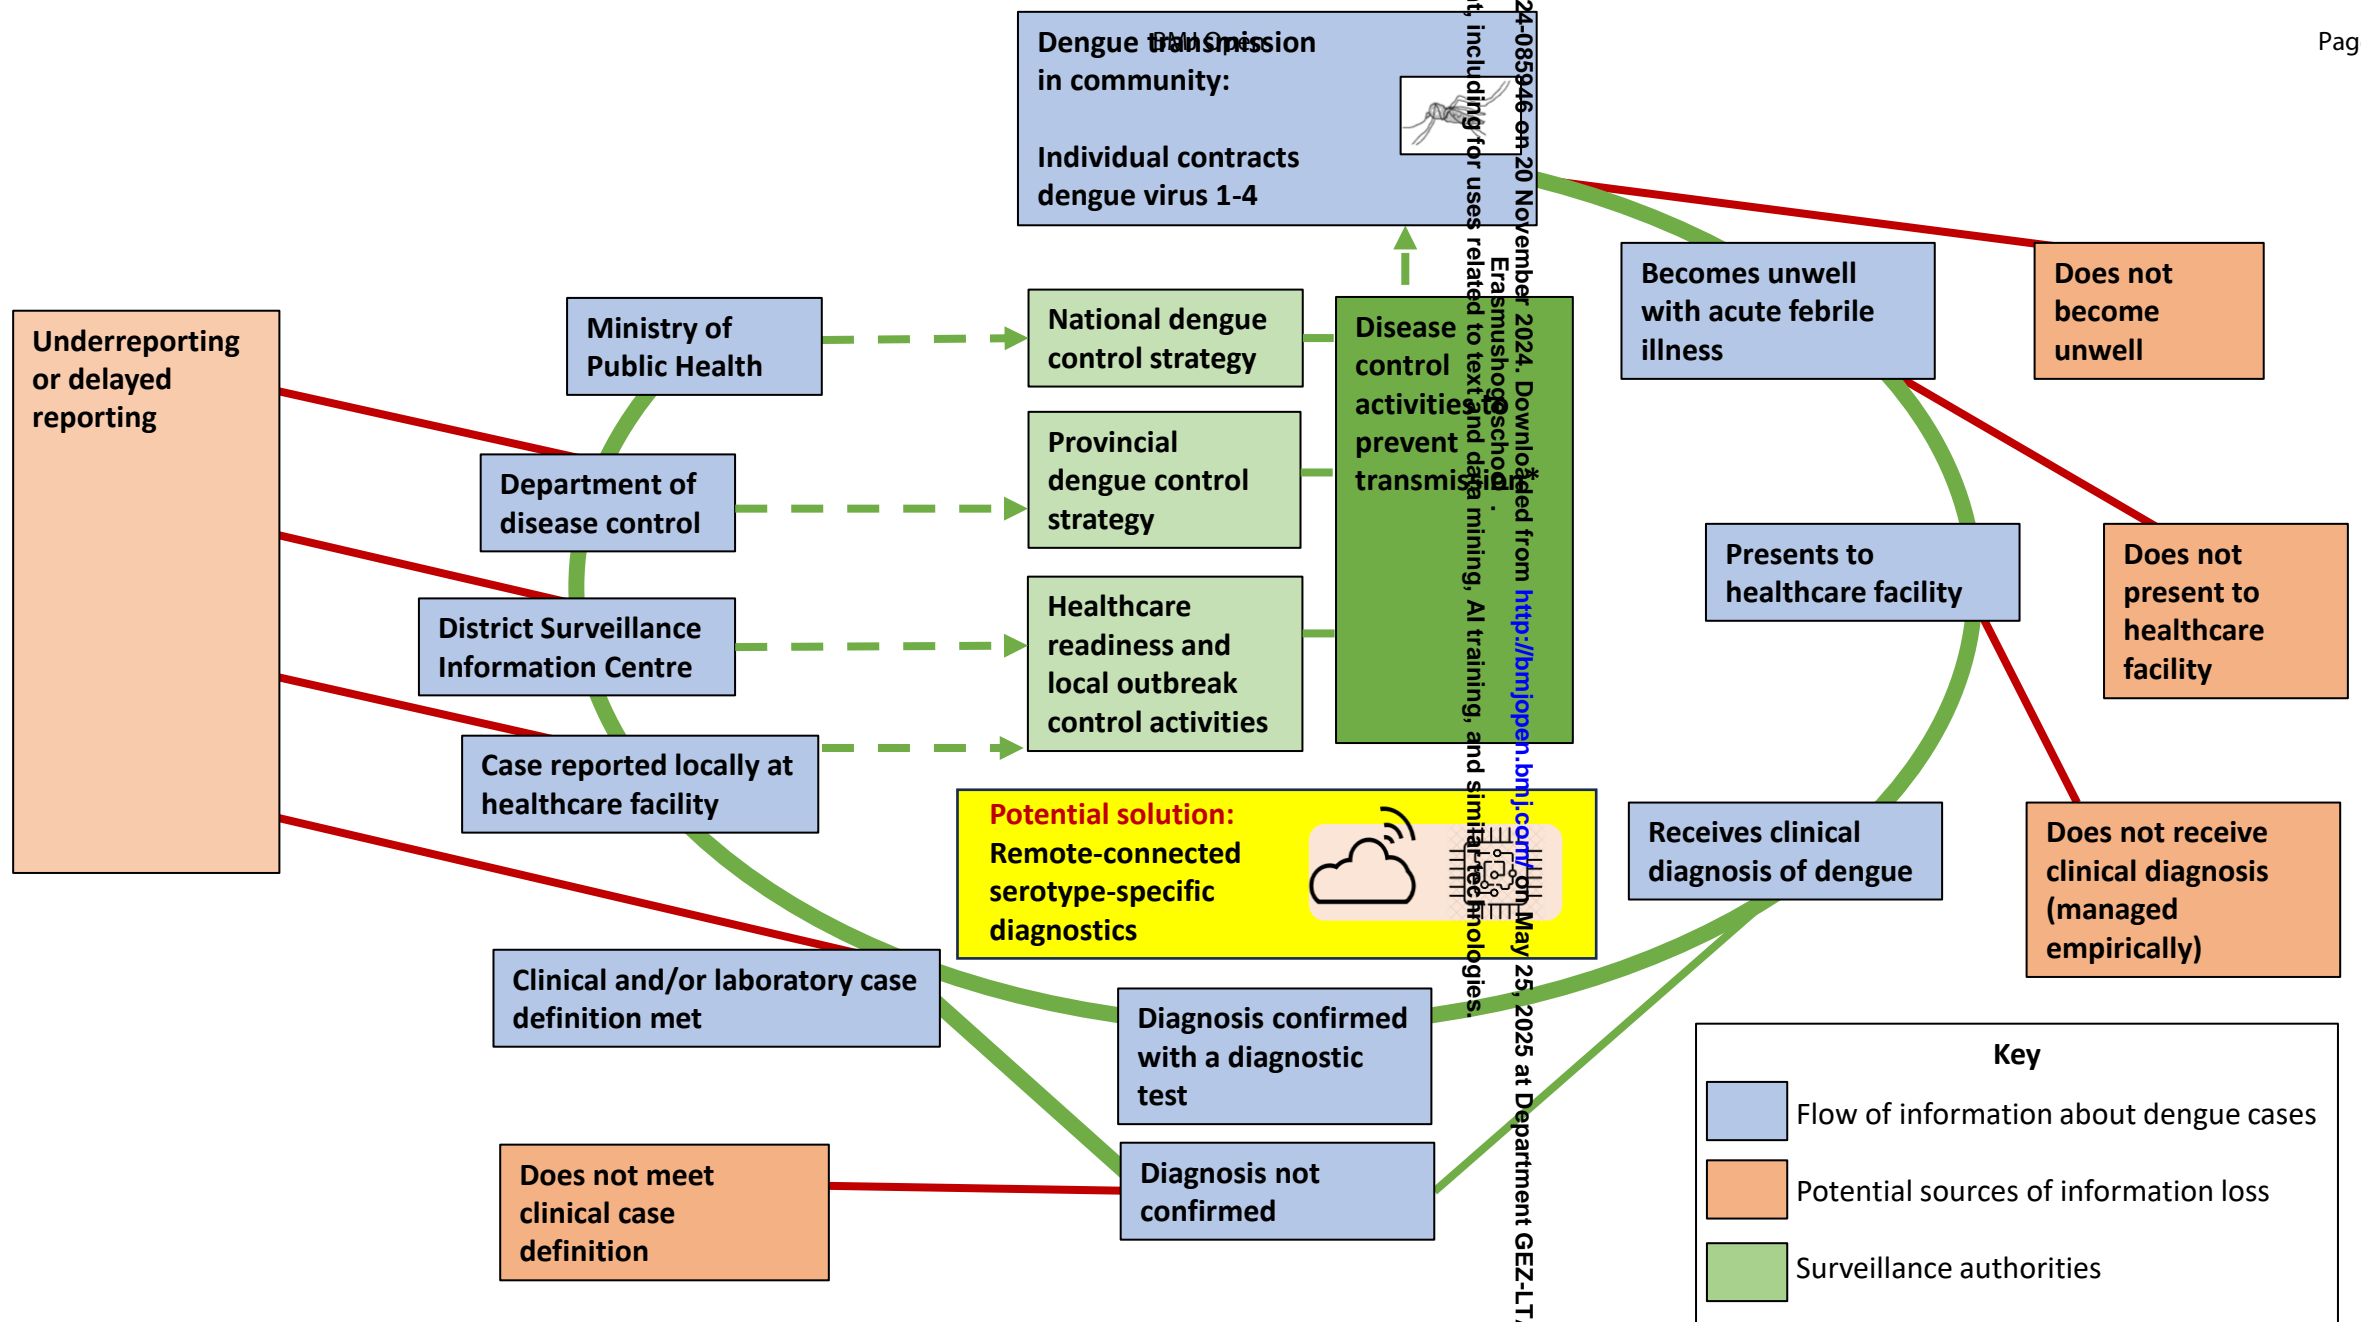 BMJ Open
Pag
Dengue transmission
in community:
Individual contracts
dengue virus 1-4
Becomes unwell
with acute febrile
illness
Does not
become
unwell
Underreporting
or delayed
reporting
Ministry of
Public Health
National dengue
control strategy
Disease
control
activities to
prevent
transmission
*
Department of
disease control
Provincial
dengue control
strategy
Presents to
healthcare facility
Does not
present to
healthcare
facility
District Surveillance
Information Centre
Healthcare
readiness and
local outbreak
control activities
Case reported locally at
healthcare facility
Potential solution:
Remote-connected
serotype-specific
diagnostics
Receives clinical
diagnosis of dengue
Does not receive
clinical diagnosis
(managed
empirically)
Clinical and/or laboratory case
definition met
Diagnosis confirmed
with a diagnostic
test
Does not meet
clinical case
definition
Diagnosis not
confirmed
Key
Flow of information about dengue cases
Potential sources of information loss
Surveillance authorities
24-085946 on 20 November 2024. Downloaded from http://bmjopen.bmj.com/ on May 25, 2025 at Department GEZ-LT
Erasmushogeschool .
including for uses related to text and data mining, AI training, and similar technologies.